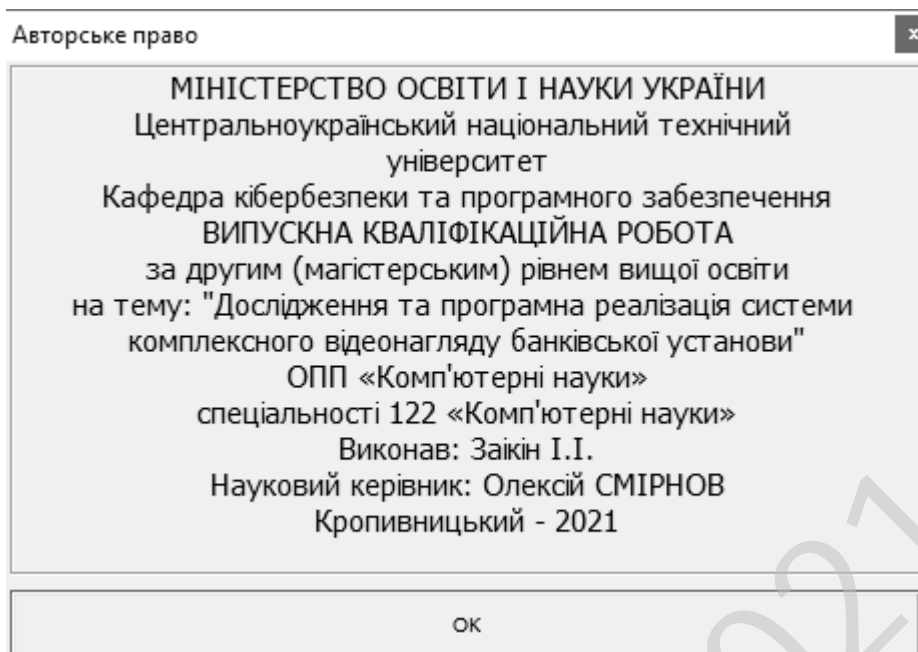 Авторське право
x
МІНІСТЕРСТВО ОСВІТИ І НАУКИ УКРАЇНИ
Центральноукраїнський національний технічний
університет
Кафедра кібербезпеки та програмного забезпечення
ВИПУСКНА КВАЛІФІКАЦІЙНА РОБОТА
за другим (магістерським) рівнем вищої освіти
на тему: "Дослідження та програмна реалізація системи
комплексного відеонагляду банківської установи"
ОПП «Комп'ютерні науки»
спеціальності 122 «Комп'ютерні науки»
Виконав: Заікін І.І.
Науковий керівник: Олексій СМІРНОВ
Кропивницький - 2021
ОК
021